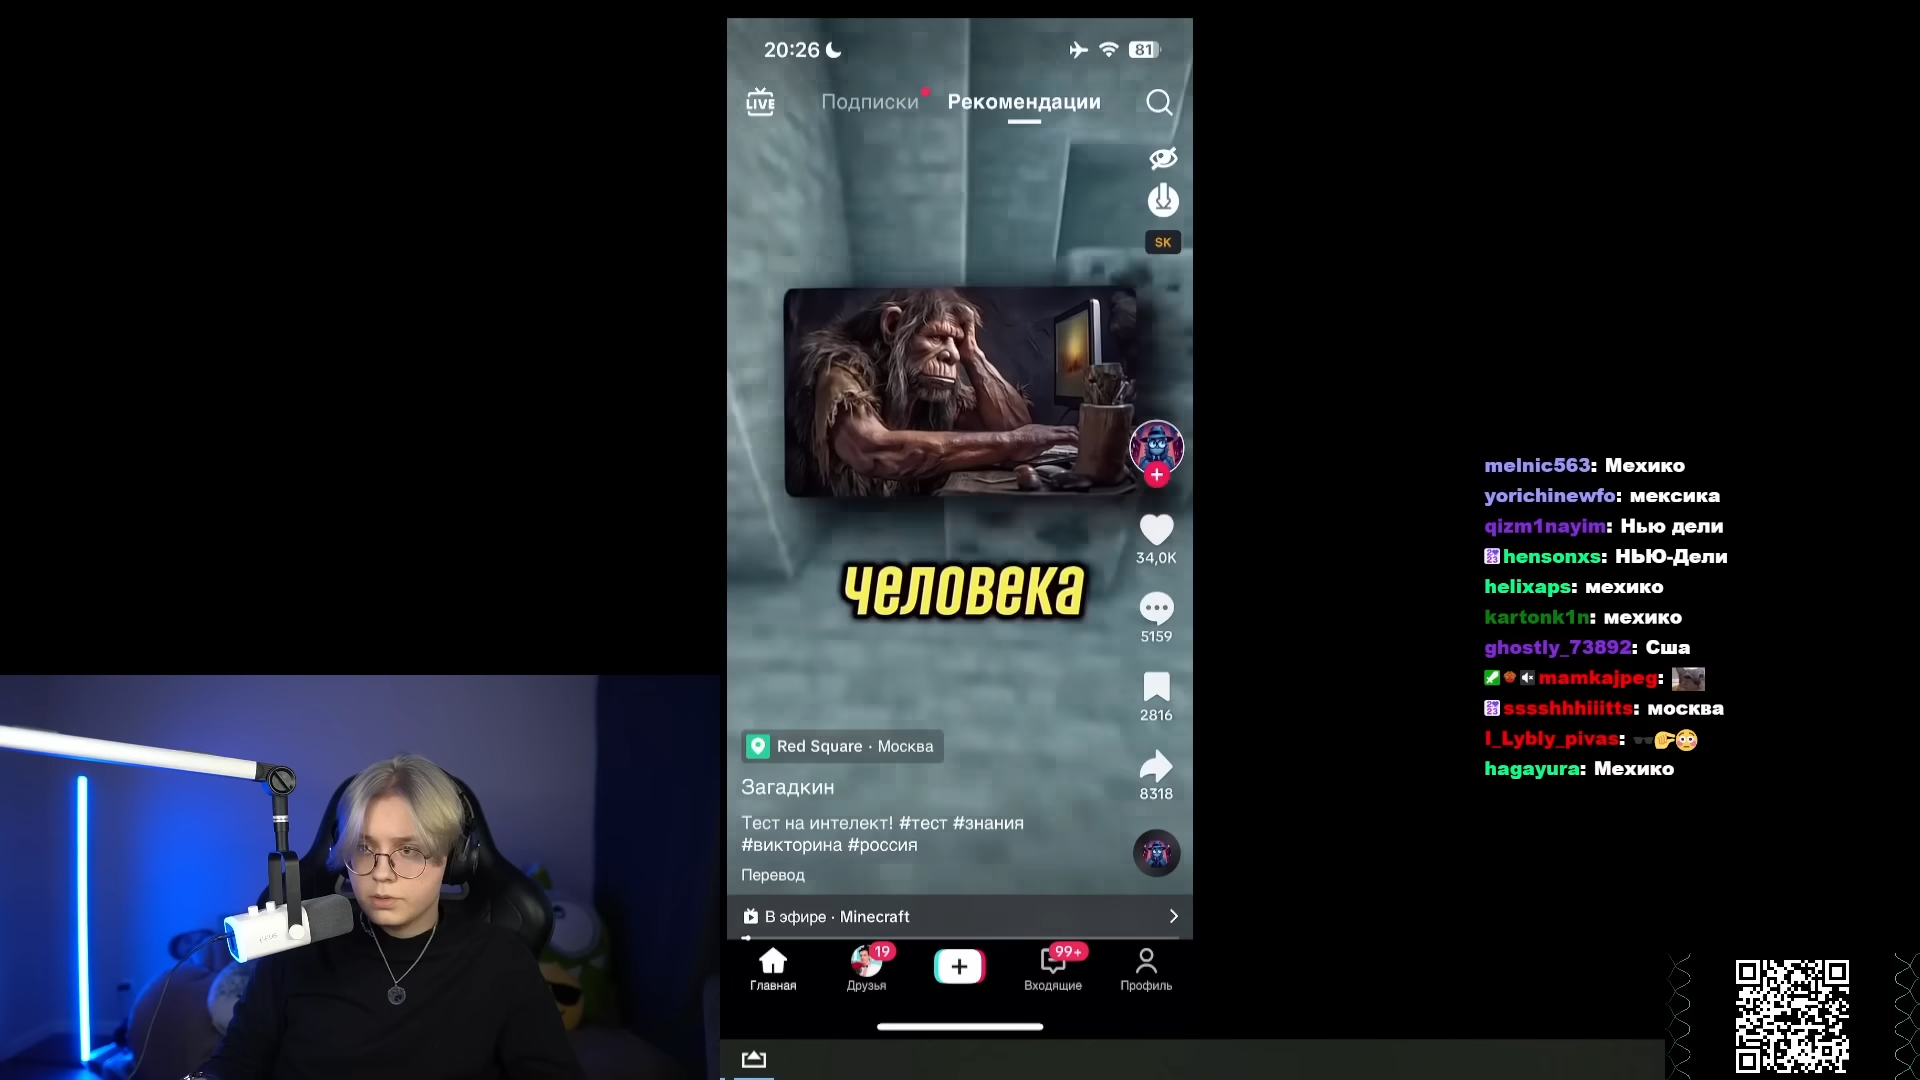 20:26
81
LIVE
Подписки
Рекомендации
SK
человека
34,0K
5159
2816
8318
Red Square · Москва
Загадкин
Тест на интелект! #тест #знания
#викторина #россия
Перевод
В эфире · Minecraft
19
99+
Главная
Друзья
Входящие
Профиль
melnic563: Мехико
yorichinewfo: мексика
qizm1nayim: Нью дели
hensonxs: НЬЮ-Дели
helixaps: мехико
kartonk1n: мехико
ghostly_73892: Сша
mamkajpeg:
sssshhhiiitts: москва
I_Lybly_pivas:
hagayura: Мехико